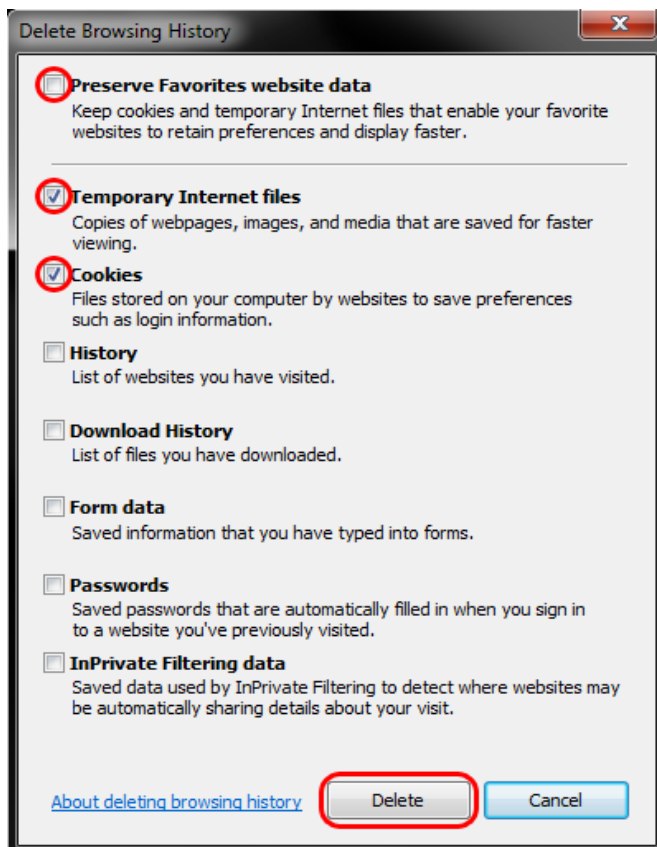 Delete Browsing History
Preserve Favorites website data
Keep cookies and temporary Internet files that enable your favorite
websites to retain preferences and display faster.
Temporary Internet files
Copies of webpages, images, and media that are saved for faster
viewing.
Cookies
Files stored on your computer by websites to save preferences
such as login information.
History
List of websites you have visited.
Download History
List of files you have downloaded.
Form data
Saved information that you have typed into forms.
Passwords
Saved passwords that are automatically filled in when you sign in
to a website you've previously visited.
InPrivate Filtering data
Saved data used by InPrivate Filtering to detect where websites may
be automatically sharing details about your visit.
About deleting browsing history Delete Cancel